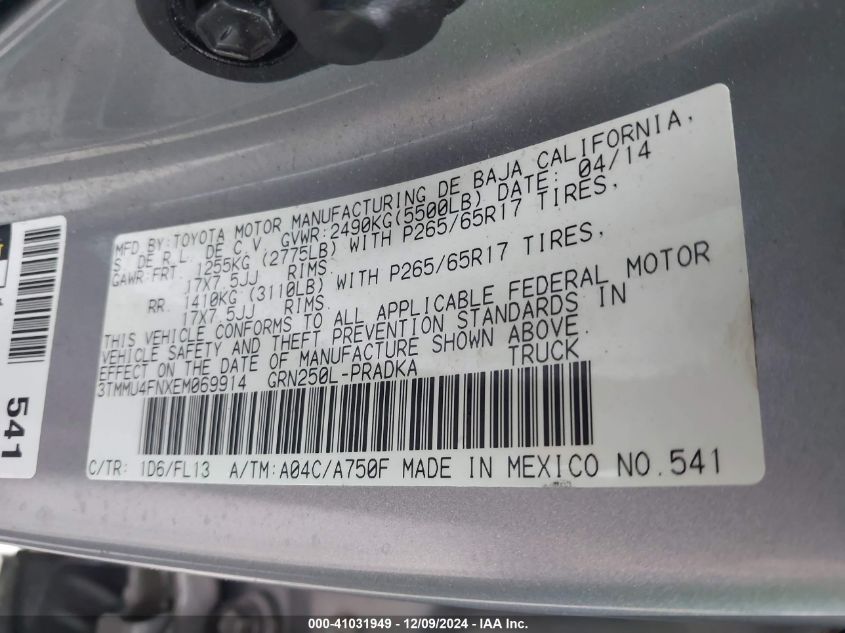 MFD BY:TOYOTA MOTOR MANUFACTURING DE BAJA CALIFORNIA,
S. DE R.L. DE C.V. GVWR:2490KG(5500LB) DATE: 04/14
GAWR:FRT. 1255KG (2775LB) WITH P265/65R17 TIRES,
17X7.5JJ RIMS.
RR. 1410KG (3110LB) WITH P265/65R17 TIRES,
17X7.5JJ RIMS.
THIS VEHICLE CONFORMS TO ALL APPLICABLE FEDERAL MOTOR
VEHICLE SAFETY AND THEFT PREVENTION STANDARDS IN
EFFECT ON THE DATE OF MANUFACTURE SHOWN ABOVE.
3TMMU4FNXEM069914 GRN250L-PRADKA TRUCK
C/TR: 1D6/FL13 A/TM:A04C/A750F MADE IN MEXICO NO.541
541
000-41031949 - 12/09/2024 - IAA Inc.